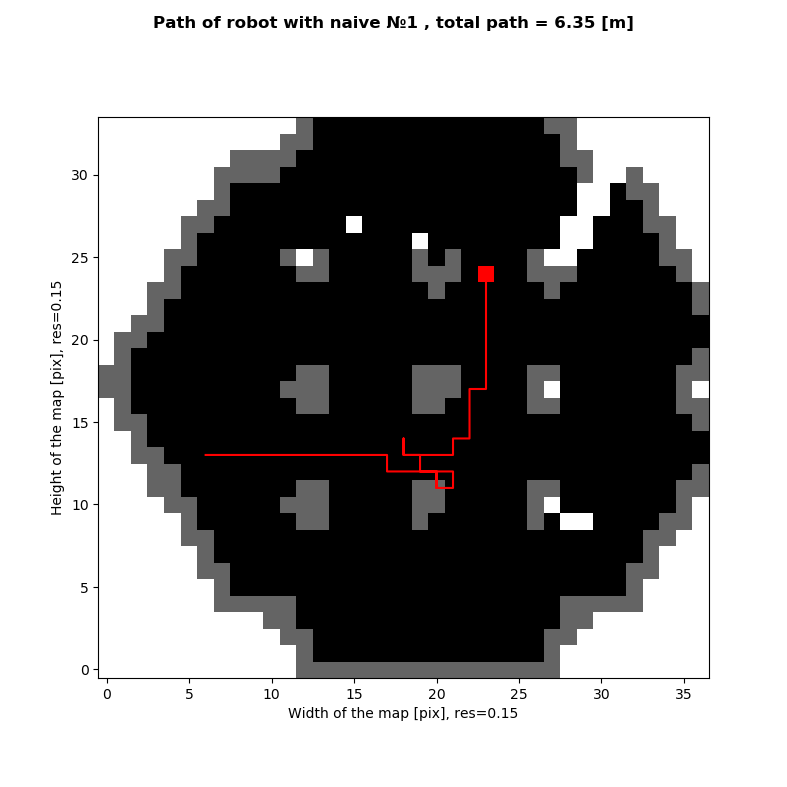 Path of robot with naive №1 , total path = 6.35 [m]
Height of the map [pix], res=0.15
30
25
20
15
10
5
0
0 5 10 15 20 25 30 35
Width of the map [pix], res=0.15